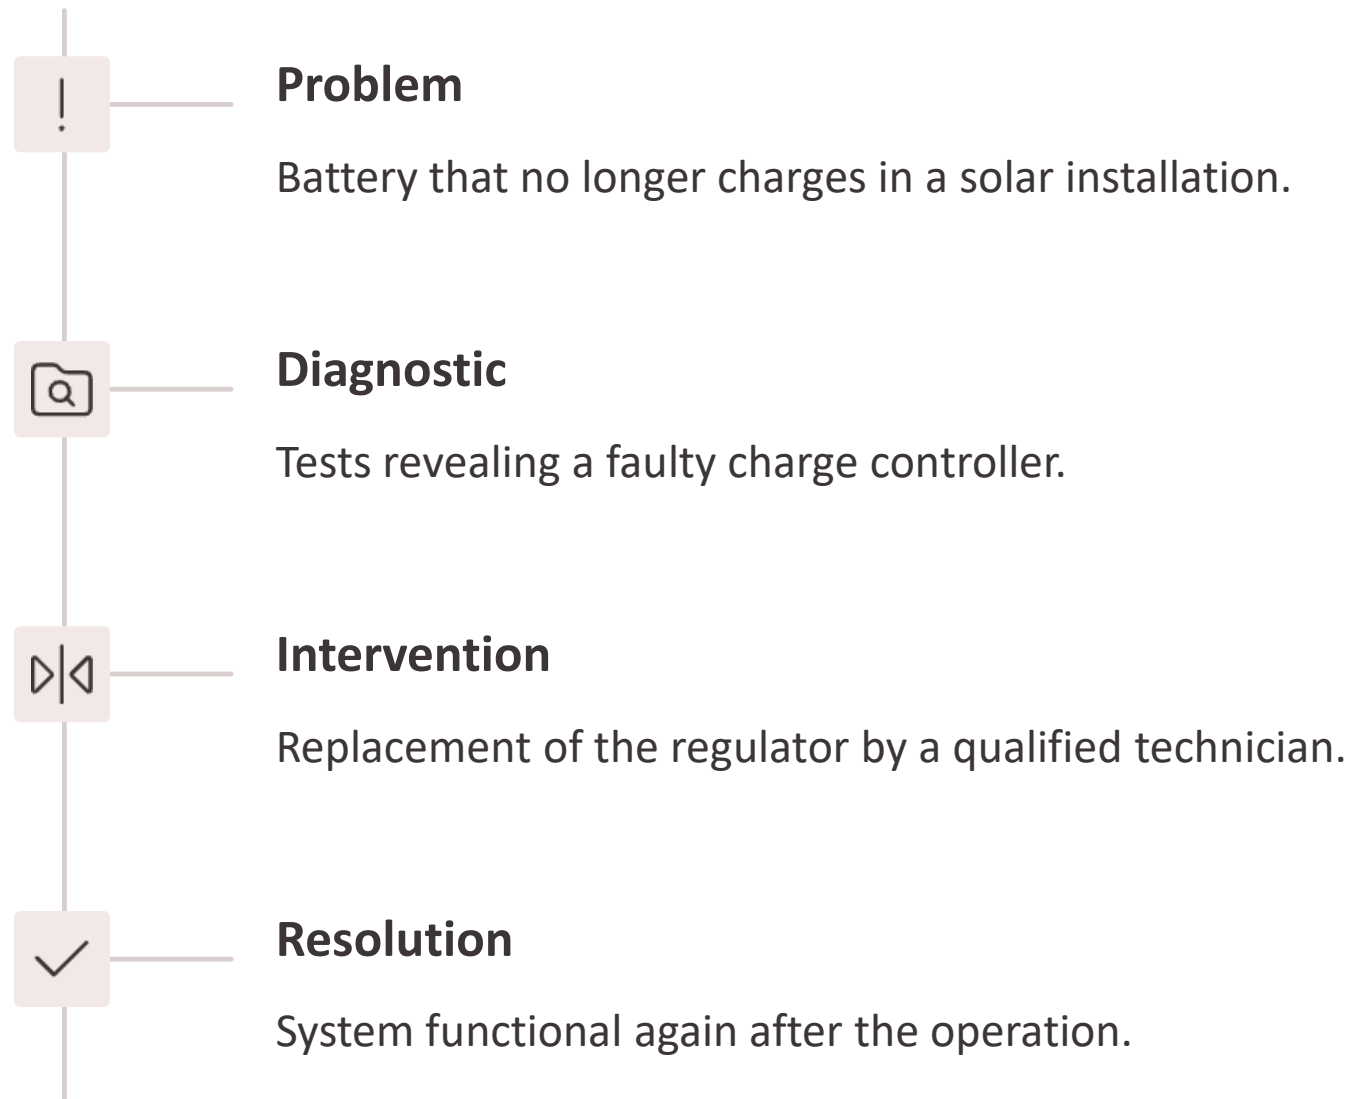 Problem
Battery that no longer charges in a solar installation.
Diagnostic
Tests revealing a faulty charge controller.
Intervention
Replacement of the regulator by a qualified technician.
Resolution
System functional again after the operation.